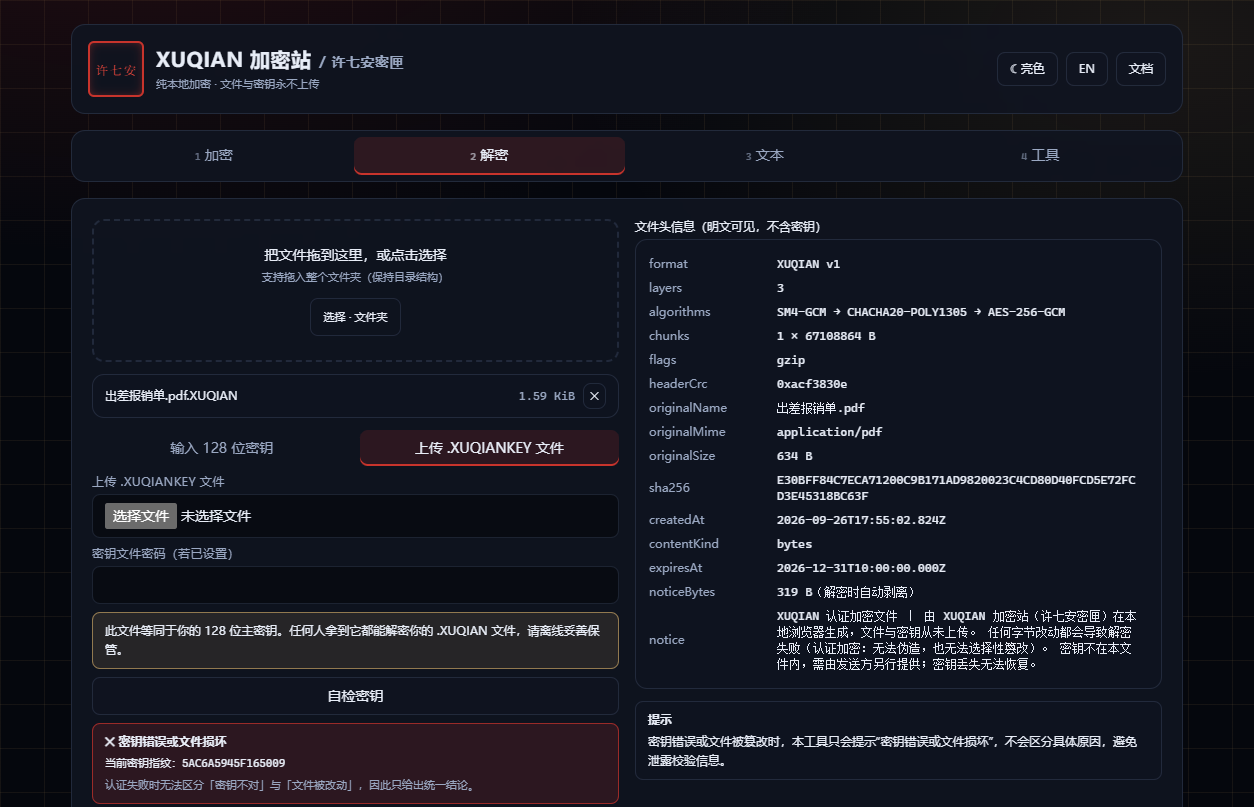 许七安
XUQIAN 加密站 / 许七安密匣
纯本地加密 · 文件与密钥永不上传
☾ 亮色
EN
文档
1 加密
2 解密
3 文本
4 工具
把文件拖到这里，或点击选择
支持拖入整个文件夹（保持目录结构）
选择 · 文件夹
出差报销单.pdf.XUQIAN
1.59 KiB
✕
输入 128 位密钥
上传 .XUQIANKEY 文件
上传 .XUQIANKEY 文件
选择文件 未选择文件
密钥文件密码（若已设置）
此文件等同于你的 128 位主密钥。任何人拿到它都能解密你的 .XUQIAN 文件，请离线妥善保
管。
自检密钥
✕ 密钥错误或文件损坏
当前密钥指纹：5AC6A5945F165009
认证失败时无法区分「密钥不对」与「文件被改动」，因此只给出统一结论。
文件头信息（明文可见，不含密钥）
format XUQIAN v1
layers 3
algorithms SM4-GCM → CHACHA20-POLY1305 → AES-256-GCM
chunks 1 × 67108864 B
flags gzip
headerCrc 0xacf3830e
originalName 出差报销单.pdf
originalMime application/pdf
originalSize 634 B
sha256 E30BFF84C7ECA71200C9B171AD9820023C4CD80D40FCD5E72FC
D3E45318BC63F
createdAt 2026-09-26T17:55:02.824Z
contentKind bytes
expiresAt 2026-12-31T10:00:00.000Z
noticeBytes 319 B（解密时自动剥离）
notice XUQIAN 认证加密文件 | 由 XUQIAN 加密站（许七安密匣）在本
地浏览器生成，文件与密钥从未上传。 任何字节改动都会导致解密
失败（认证加密：无法伪造，也无法选择性篡改）。 密钥不在本文
件内，需由发送方另行提供；密钥丢失无法恢复。
提示
密钥错误或文件被篡改时，本工具只会提示“密钥错误或文件损坏”，不会区分具体原因，避免
泄露校验信息。